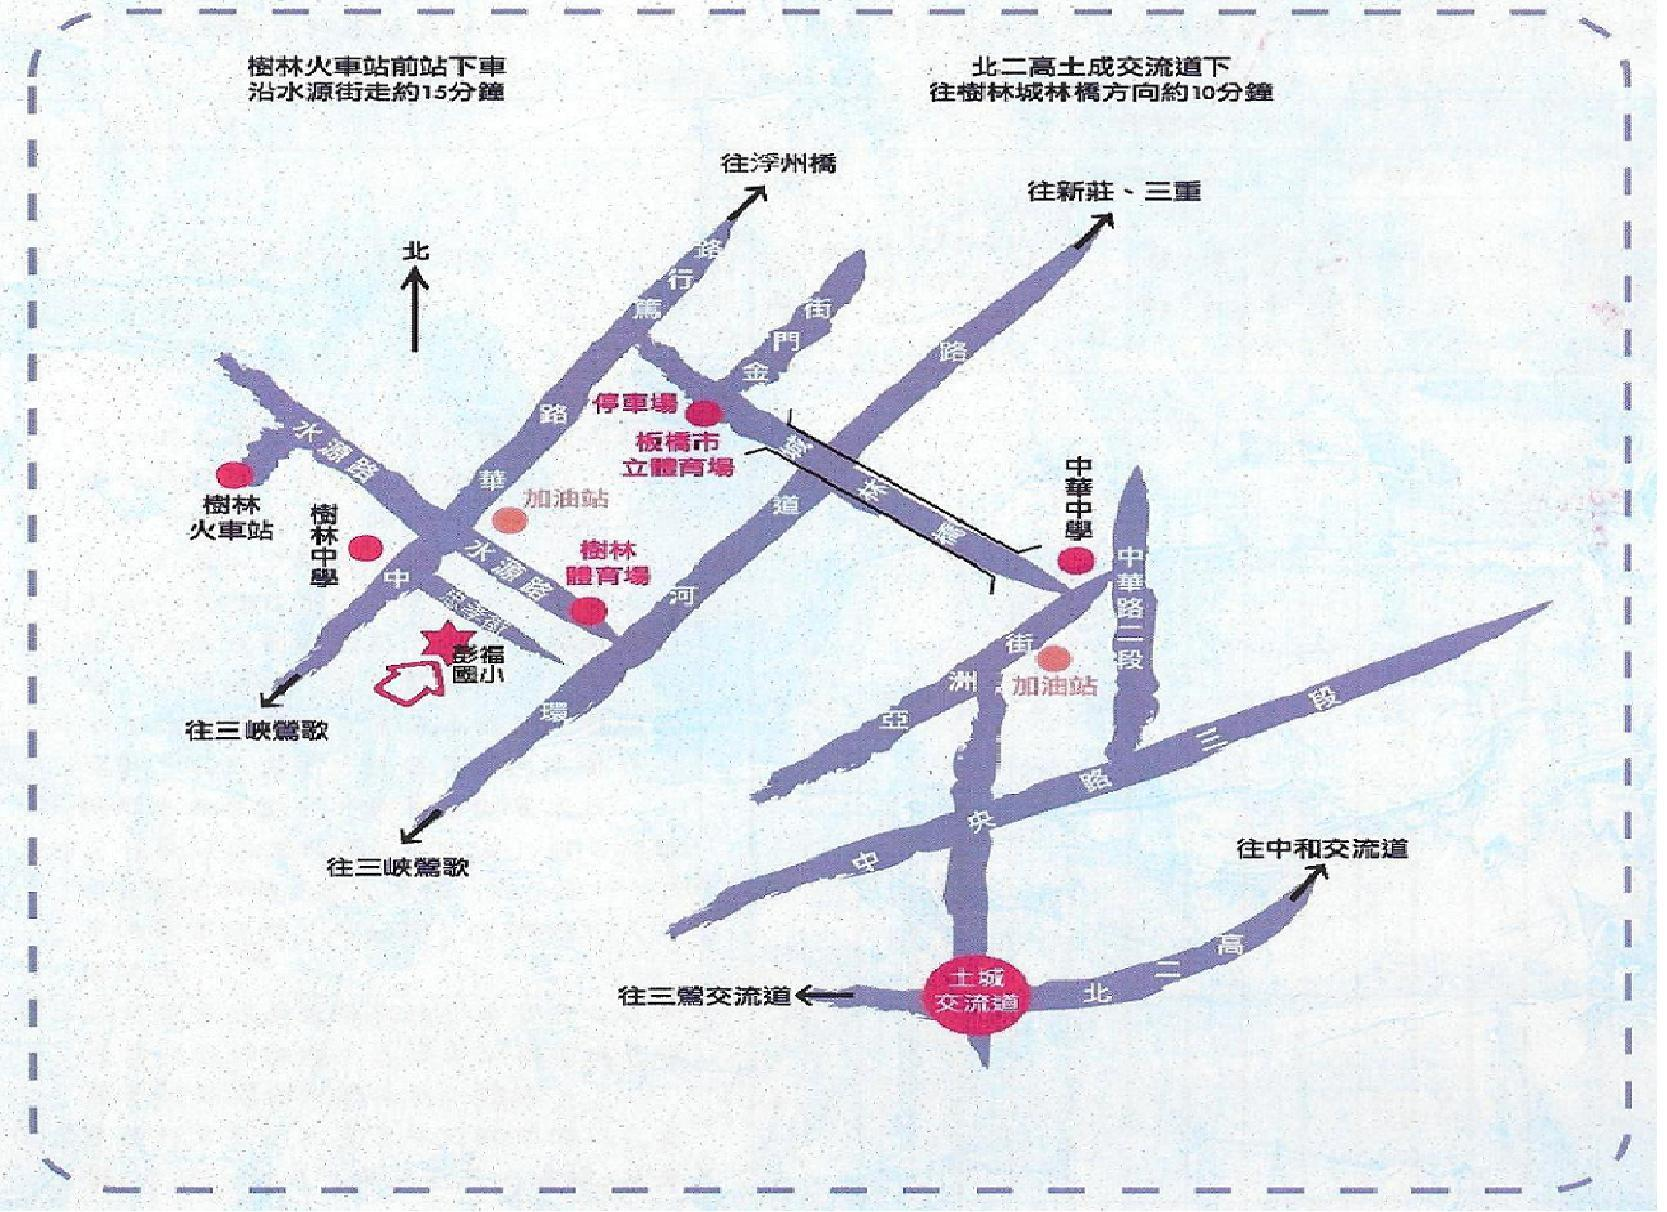 樹林火車站前站下車
沿水源街走約15分鐘
北二高土成交流道下
往樹林城林橋方向約10分鐘
往浮州橋
往新莊、三重
北
篤行路
金門街
停車場
板橋市
立體育場
水源路
樹林
火車站
樹林中學
中華路
加油站
水源路
樹林
體育場
忠孝街
彭福
國小
往三峽鶯歌
環河道路
往三峽鶯歌
中華中學
中華路二段
亞洲街
加油站
中央路三段
往中和交流道
北二高
土城
交流道
往三鶯交流道